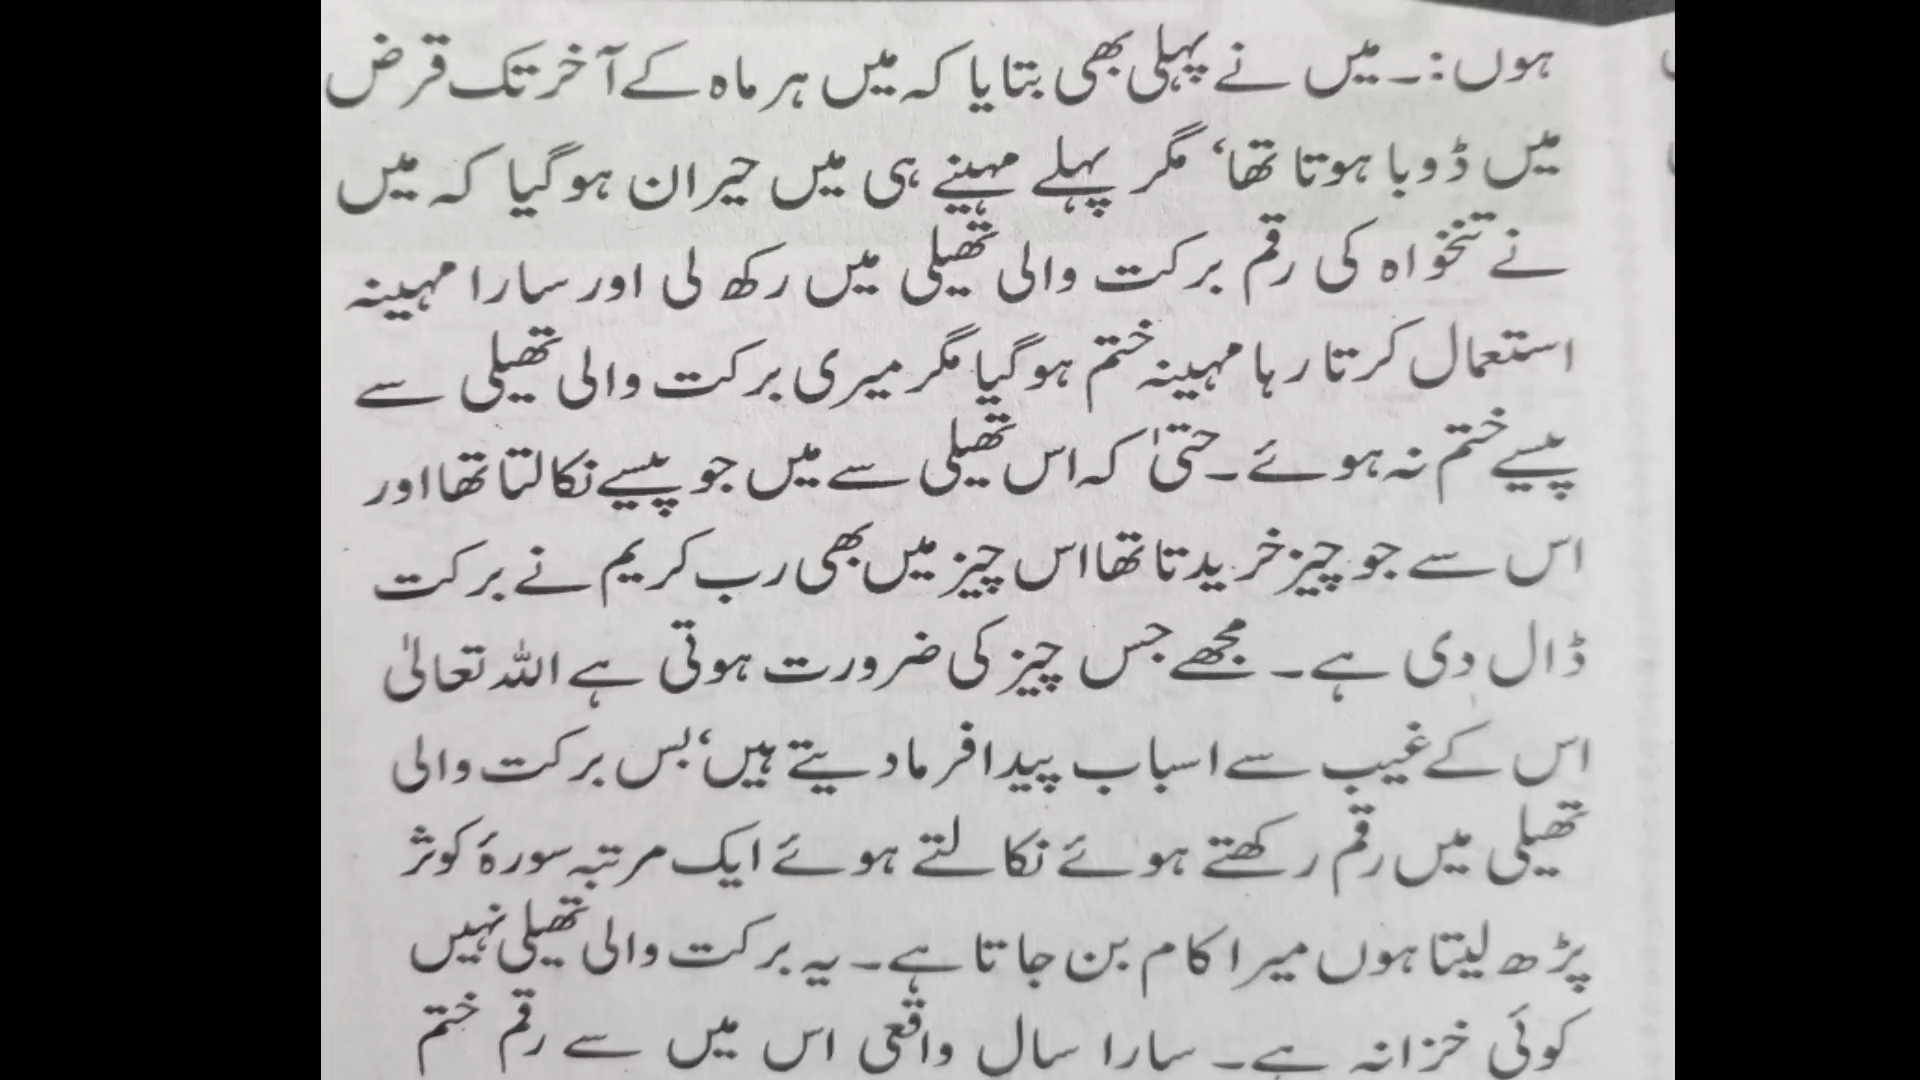 ہوں:۔ میں نے پہلی بھی بتایا کہ میں ہر ماہ کے آخر تک قرض
میں ڈوبا ہوتا تھا‘ مگر پہلے مہینے ہی میں حیران ہوگیا کہ میں
نے تنخواہ کی رقم برکت والی تھیلی میں رکھ لی اور سارا مہینہ
استعمال کرتا رہا مہینہ ختم ہوگیا مگر میری برکت والی تھیلی سے
پیسے ختم نہ ہوئے۔ حتیٰ کہ اس تھیلی سے میں جو پیسے نکالتا تھا اور
اس سے جو چیز خریدتا تھا اس چیز میں بھی رب کریم نے برکت
ڈال دی ہے۔ مجھے جس چیز کی ضرورت ہوتی ہے اللہ تعالیٰ
اس کے غیب سے اسباب پیدا فرما دیتے ہیں‘ بس برکت والی
تھیلی میں رقم رکھتے ہوئے نکالتے ہوئے ایک مرتبہ سورۂ کوثر
پڑھ لیتا ہوں میرا کام بن جاتا ہے۔ یہ برکت والی تھیلی نہیں
کوئی خزانہ ہے۔ سارا سال واقعی اس میں سے رقم ختم